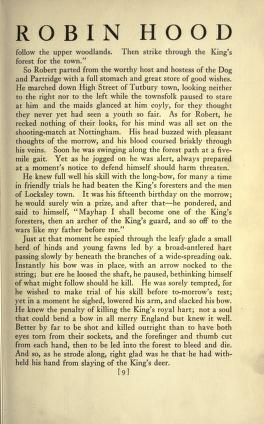 ROBIN HOOD
follow the upper woodlands. Then strike through the King's
forest for the town."
So Robert parted from the worthy host and hostess of the Dog
and Partridge with a full stomach and great store of good wishes.
He marched down High Street of Tutbury town, looking neither
to the right nor to the left while the townsfolk paused to stare
at him and the maids glanced at him coyly, for they thought
they never yet had seen a youth so fair. As for Robert, he
recked nothing of their looks, for his mind was all set on the
shooting-match at Nottingham. His head buzzed with pleasant
thoughts of the morrow, and his blood coursed briskly through
his veins. Soon he was swinging along the forest path at a five-
mile gait. Yet as he jogged on he was alert, always prepared
at a moment's notice to defend himself should harm threaten.
He knew full well his skill with the long-bow, for many a time
in friendly trials he had beaten the King's foresters and the men
of Locksley town. It was his fifteenth birthday on the morrow;
he would surely win a prize, and after that—he pondered, and
said to himself, "Mayhap I shall become one of the King's
foresters, then an archer of the King's guard, and so off to the
wars like my father before me."
Just at that moment he espied through the leafy glade a small
herd of hinds and young fawns led by a broad-antlered hart
passing slowly by beneath the branches of a wide-spreading oak.
Instantly his bow was in place, with an arrow nocked to the
string; but ere he loosed the shaft, he paused, bethinking himself
of what might follow should he kill. He was sorely tempted, for
he wished to make trial of his skill before to-morrow's test;
yet in a moment he sighed, lowered his arm, and slacked his bow.
He knew the penalty of killing the King's royal hart; not a soul
that could bend a bow in all merry England but knew it well.
Better by far to be shot and killed outright than to have both
eyes torn from their sockets, and the forefinger and thumb cut
from each hand, then to be led into the forest to bleed and die.
And so, as he strode along, right glad was he that he had with-
held his hand from slaying of the King's deer.
[9]